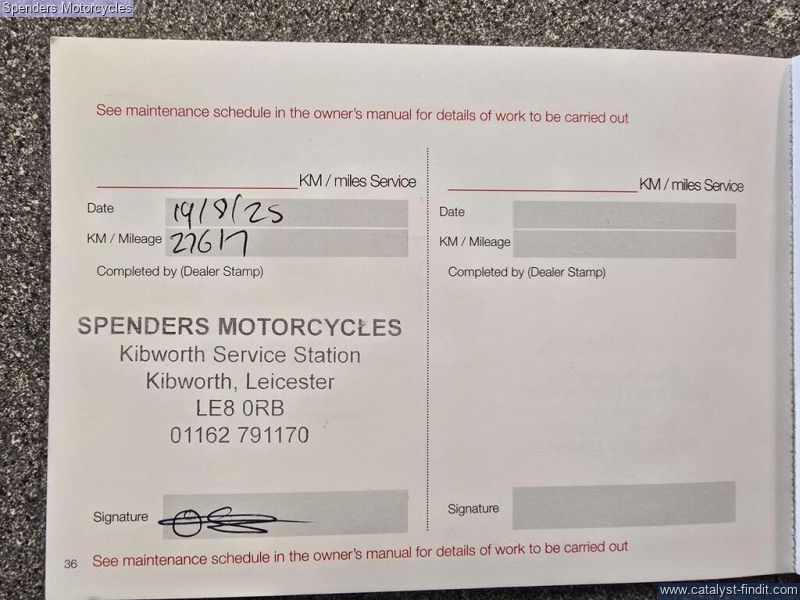 Spenders Motorcycles
See maintenance schedule in the owner's manual for details of work to be carried out
KM / miles Service
Date 19/8/25
KM / Mileage 27617
Completed by (Dealer Stamp)
SPENDERS MOTORCYCLES
Kibworth Service Station
Kibworth, Leicester
LE8 0RB
01162 791170
Signature
KM / miles Service
Date
KM / Mileage
Completed by (Dealer Stamp)
Signature
36 See maintenance schedule in the owner's manual for details of work to be carried out
www.catalyst-findit.com